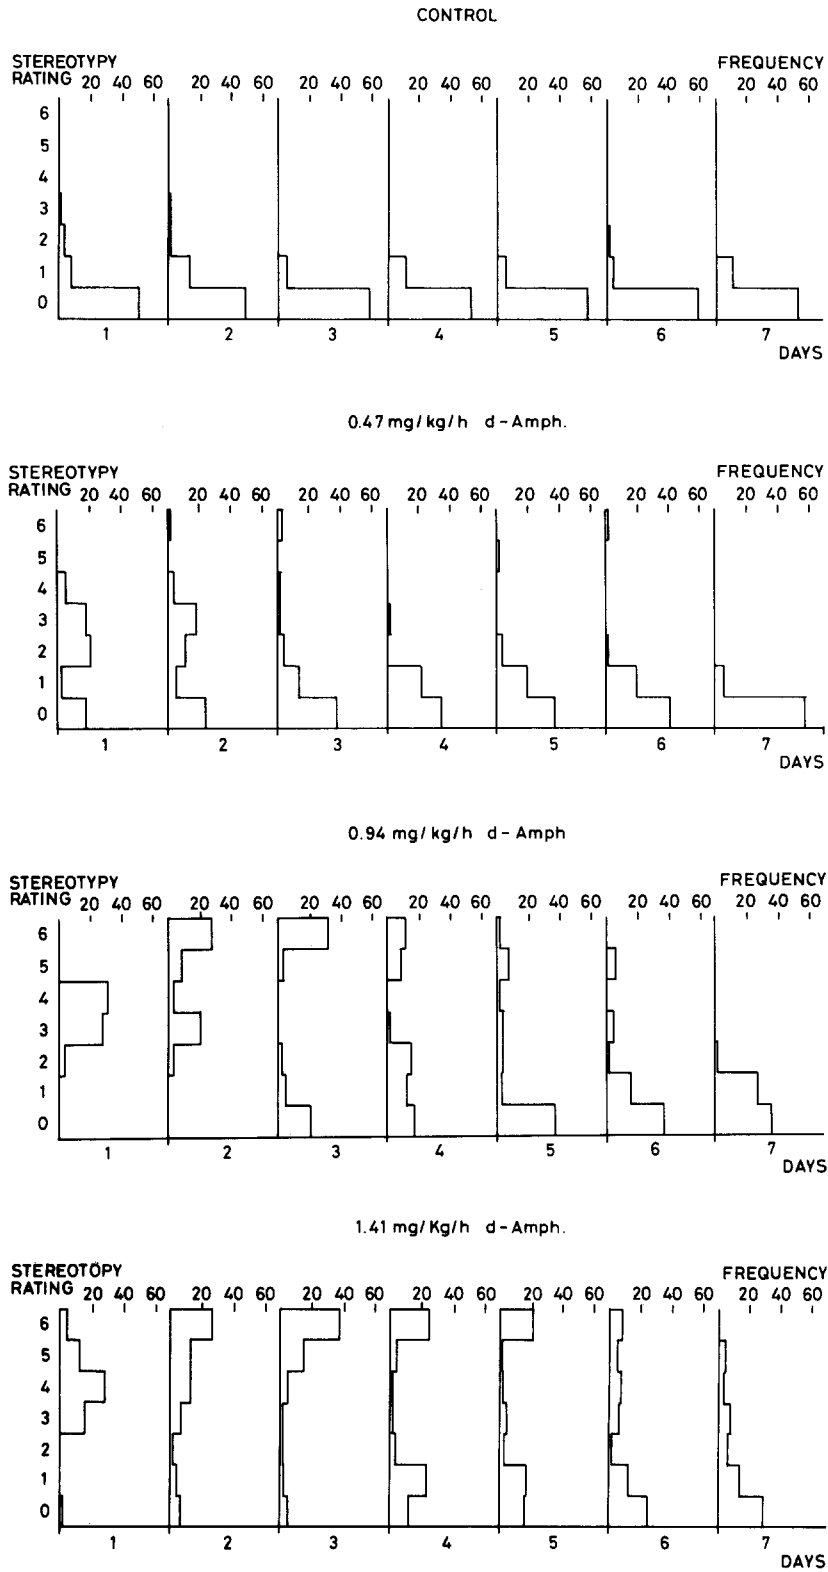 CONTROL
STEREOTYPY FREQUENCY
RATING 20 40 60 20 40 60 20 40 60 20 40 60 20 40 60 20 40 60 20 40 60
6
5
4
3
2
1
0
1 2 3 4 5 6 7
DAYS
0.47 mg/kg/h d-Amph.
STEREOTYPY FREQUENCY
RATING 20 40 60 20 40 60 20 40 60 20 40 60 20 40 60 20 40 60 20 40 60
6
5
4
3
2
1
0
1 2 3 4 5 6 7
DAYS
0.94 mg/kg/h d-Amph
STEREOTYPY FREQUENCY
RATING 20 40 60 20 40 60 20 40 60 20 40 60 20 40 60 20 40 60 20 40 60
6
5
4
3
2
1
0
1 2 3 4 5 6 7
DAYS
1.41 mg/Kg/h d-Amph.
STEREOTÖPY FREQUENCY
RATING 20 40 60 20 40 60 20 40 60 20 40 60 20 40 60 20 40 60 20 40 60
6
5
4
3
2
1
0
1 2 3 4 5 6 7
DAYS